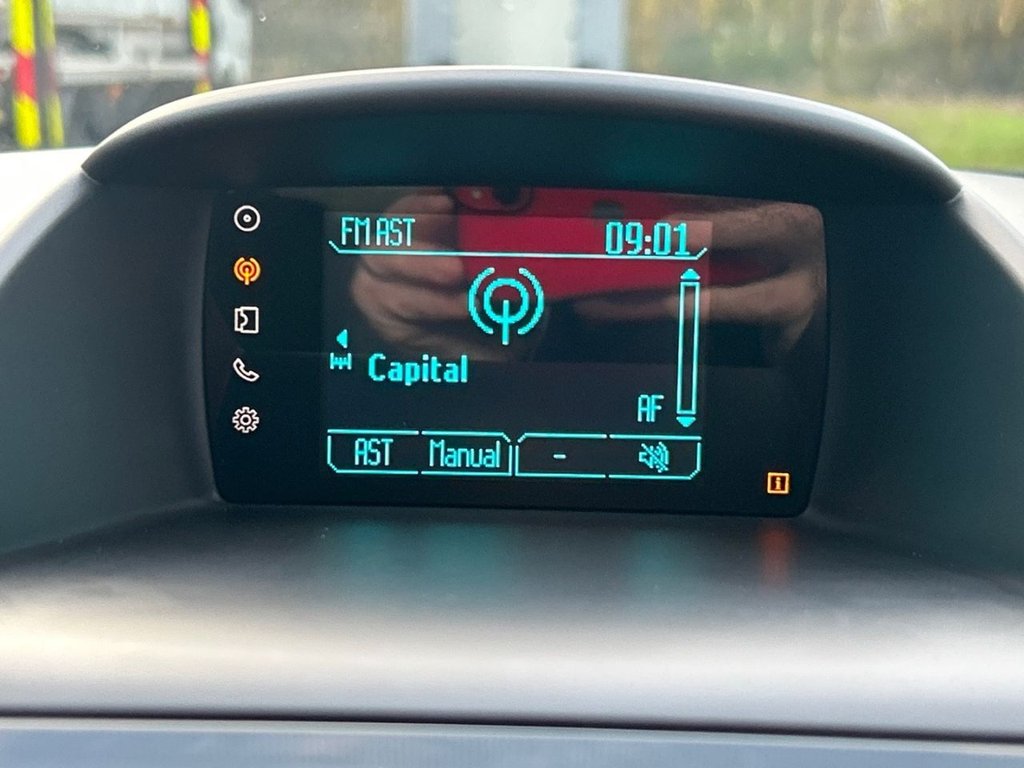 FM AST 09:01
Capital
AF
AST Manual -
i